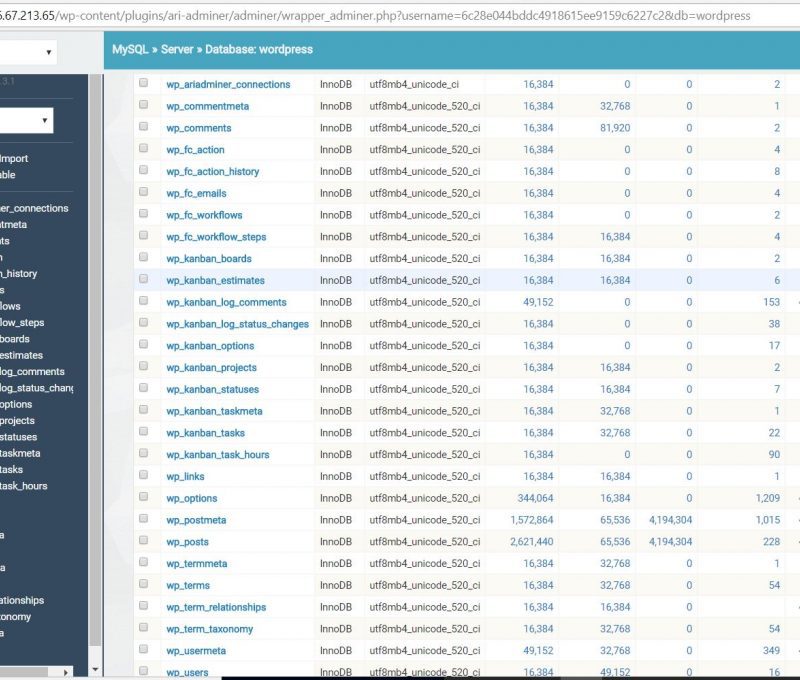 6.67.213.65/wp-content/plugins/ari-adminer/adminer/wrapper_adminer.php?username=6c28e044bddc4918615ee9159c6227c2&db=wordpress
MySQL » Server » Database: wordpress
3.1
Import
ble
er_connections
tmeta
ts
n
n_history
s
lows
low_steps
boards
estimates
log_comments
log_status_chang
options
projects
statuses
taskmeta
tasks
task_hours
a
a
ationships
onomy
a
wp_ariadminer_connections InnoDB utf8mb4_unicode_ci 16,384 0 0 2
wp_commentmeta InnoDB utf8mb4_unicode_520_ci 16,384 32,768 0 1
wp_comments InnoDB utf8mb4_unicode_520_ci 16,384 81,920 0 2
wp_fc_action InnoDB utf8mb4_unicode_520_ci 16,384 0 0 4
wp_fc_action_history InnoDB utf8mb4_unicode_520_ci 16,384 0 0 8
wp_fc_emails InnoDB utf8mb4_unicode_520_ci 16,384 0 0 4
wp_fc_workflows InnoDB utf8mb4_unicode_520_ci 16,384 0 0 2
wp_fc_workflow_steps InnoDB utf8mb4_unicode_520_ci 16,384 16,384 0 4
wp_kanban_boards InnoDB utf8mb4_unicode_520_ci 16,384 16,384 0 2
wp_kanban_estimates InnoDB utf8mb4_unicode_520_ci 16,384 16,384 0 6
wp_kanban_log_comments InnoDB utf8mb4_unicode_520_ci 49,152 0 0 153
wp_kanban_log_status_changes InnoDB utf8mb4_unicode_520_ci 16,384 0 0 38
wp_kanban_options InnoDB utf8mb4_unicode_520_ci 16,384 0 0 17
wp_kanban_projects InnoDB utf8mb4_unicode_520_ci 16,384 16,384 0 2
wp_kanban_statuses InnoDB utf8mb4_unicode_520_ci 16,384 16,384 0 7
wp_kanban_taskmeta InnoDB utf8mb4_unicode_520_ci 16,384 32,768 0 1
wp_kanban_tasks InnoDB utf8mb4_unicode_520_ci 16,384 32,768 0 22
wp_kanban_task_hours InnoDB utf8mb4_unicode_520_ci 16,384 0 0 90
wp_links InnoDB utf8mb4_unicode_520_ci 16,384 16,384 0 1
wp_options InnoDB utf8mb4_unicode_520_ci 344,064 16,384 0 1,209
wp_postmeta InnoDB utf8mb4_unicode_520_ci 1,572,864 65,536 4,194,304 1,015
wp_posts InnoDB utf8mb4_unicode_520_ci 2,621,440 65,536 4,194,304 228
wp_termmeta InnoDB utf8mb4_unicode_520_ci 16,384 32,768 0 1
wp_terms InnoDB utf8mb4_unicode_520_ci 16,384 32,768 0 54
wp_term_relationships InnoDB utf8mb4_unicode_520_ci 16,384 16,384 0
wp_term_taxonomy InnoDB utf8mb4_unicode_520_ci 16,384 32,768 0 54
wp_usermeta InnoDB utf8mb4_unicode_520_ci 49,152 32,768 0 349
wp_users InnoDB utf8mb4_unicode_520_ci 16,384 49,152 0 16